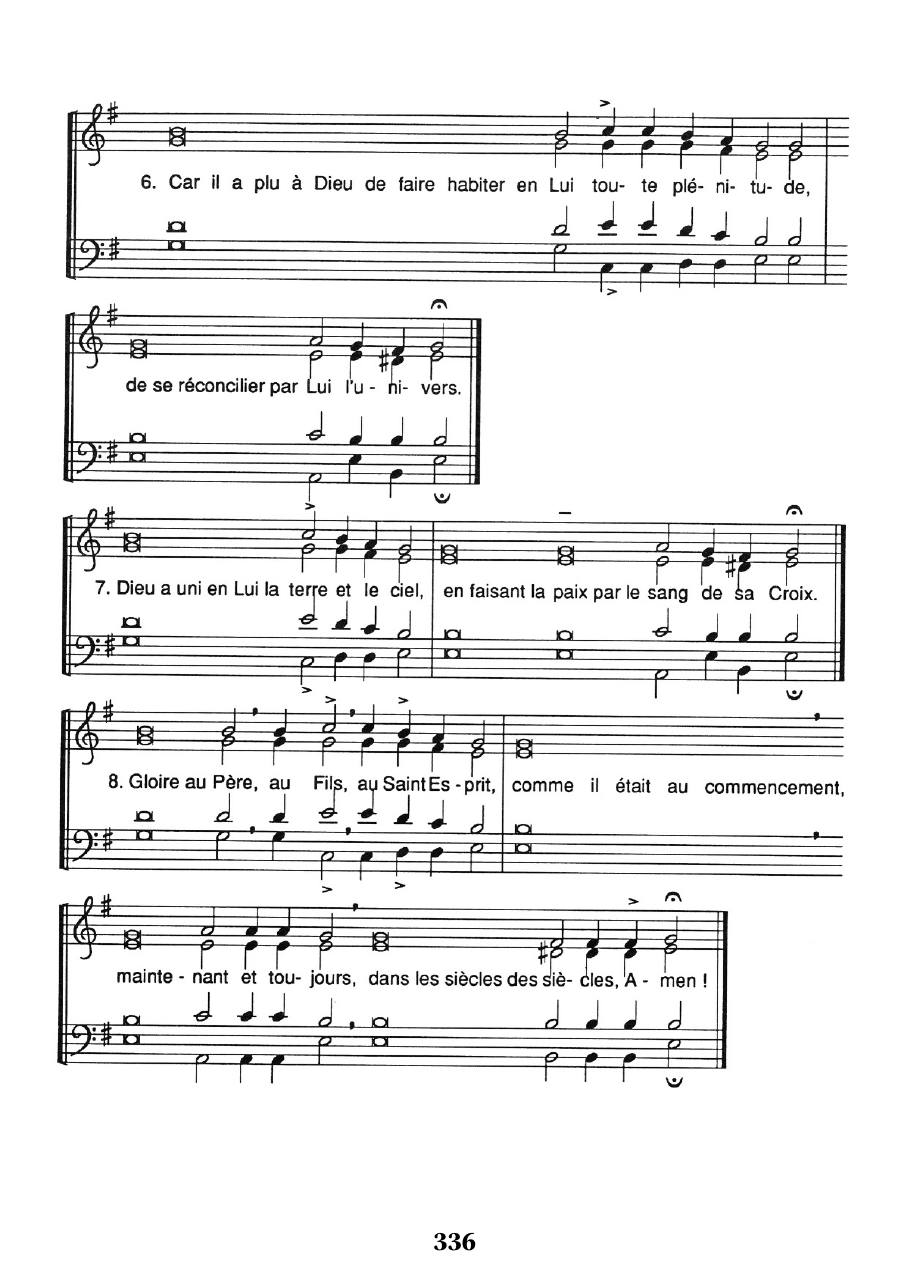 6. Car il a plu à Dieu de faire habiter en Lui tou- te plé- ni- tu- de,
de se réconcilier par Lui l'u - ni- vers.
7. Dieu a uni en Lui la terre et le ciel, en faisant la paix par le sang de sa Croix.
8. Gloire au Père, au Fils, au Saint Es - prit, comme il était au commencement,
mainte - nant et tou- jours, dans les siècles des siè- cles, A - men !
336